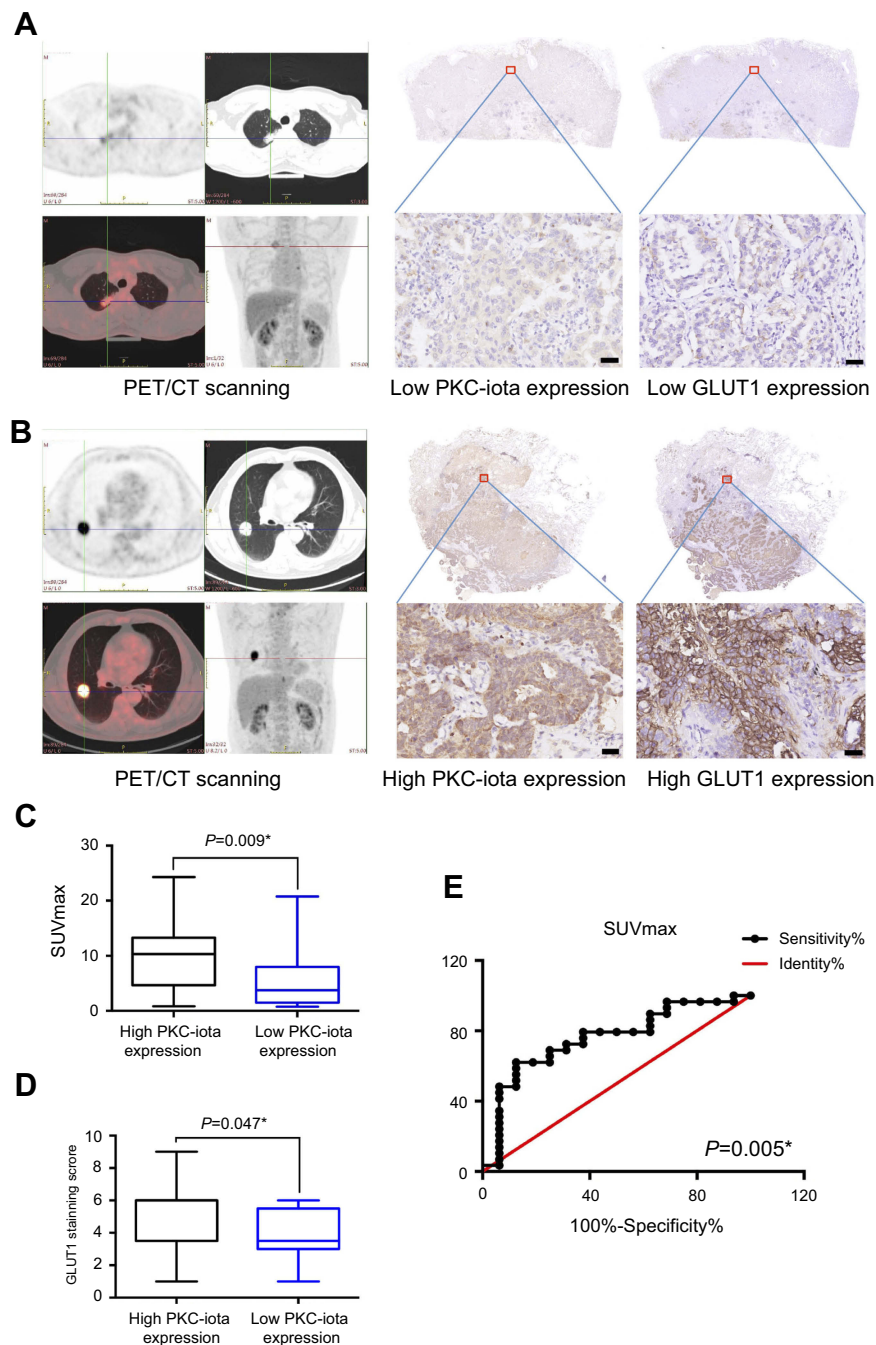 A
PET/CT scanning
Low PKC-iota expression
Low GLUT1 expression
B
PET/CT scanning
High PKC-iota expression
High GLUT1 expression
C
P=0.009*
30
20
10
0
SUVmax
High PKC-iota
expression
Low PKC-iota
expression
D
P=0.047*
10
8
6
4
2
0
GLUT1 stainning scrore
High PKC-iota
expression
Low PKC-iota
expression
E
SUVmax
Sensitivity%
Identity%
120
80
40
0
P=0.005*
0
40
80
120
100%-Specificity%